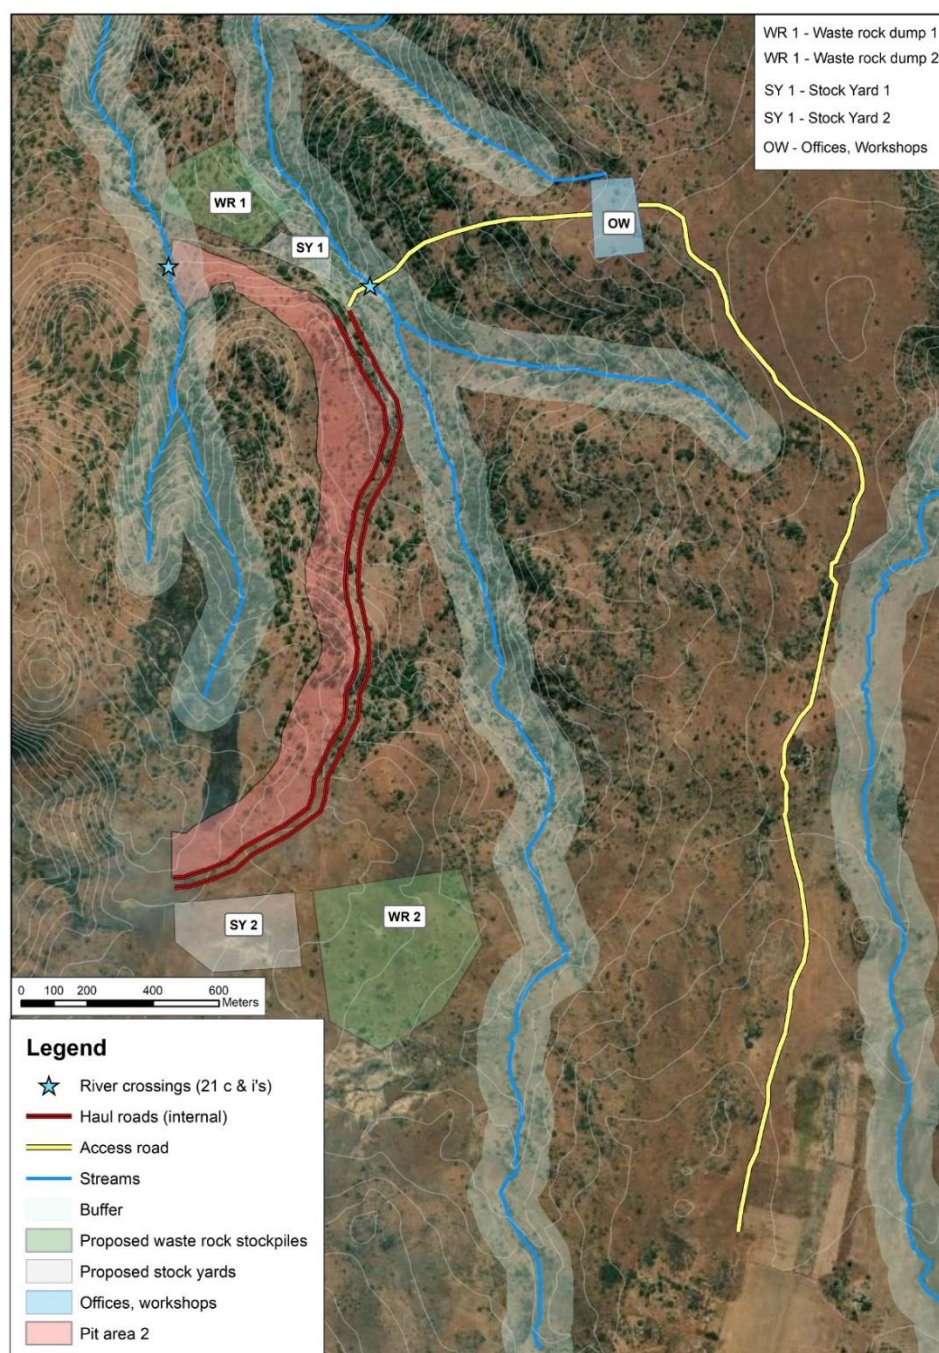 WR 1 - Waste rock dump 1
WR 1 - Waste rock dump 2
SY 1 - Stock Yard 1
SY 1 - Stock Yard 2
OW - Offices, Workshops
WR 1
OW
SY 1
WR 2
SY 2
0 100 200 400 600
Meters
Legend
River crossings (21 c & i's)
Haul roads (internal)
Access road
Streams
Buffer
Proposed waste rock stockpiles
Proposed stock yards
Offices, workshops
Pit area 2